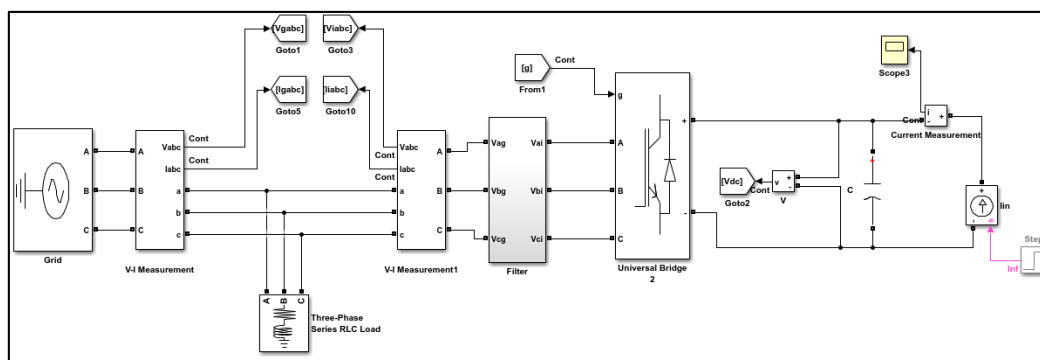 [Vgabc]
Goto1
[Viabc]
Goto3
[Igabc]
Goto5
[Iiabc]
Goto10
Cont
Cont
Cont
Cont
[g]
From1
Cont
g
Scope3
i
-
+
Cont
Current Measurement
Grid
A
B
C
A
B
C
Vabc
Iabc
a
b
c
V-I Measurement
Vabc
Iabc
a
b
c
A
B
C
V-I Measurement1
Vag
Vbg
Vcg
Vai
Vbi
Vci
Filter
A
B
C
+
-
Universal Bridge
2
[Vdc]
Goto2
Cont
v
+
-
V
C
+
+
-
s
Iin
Inf
Step
A
B
C
Three-Phase
Series RLC Load